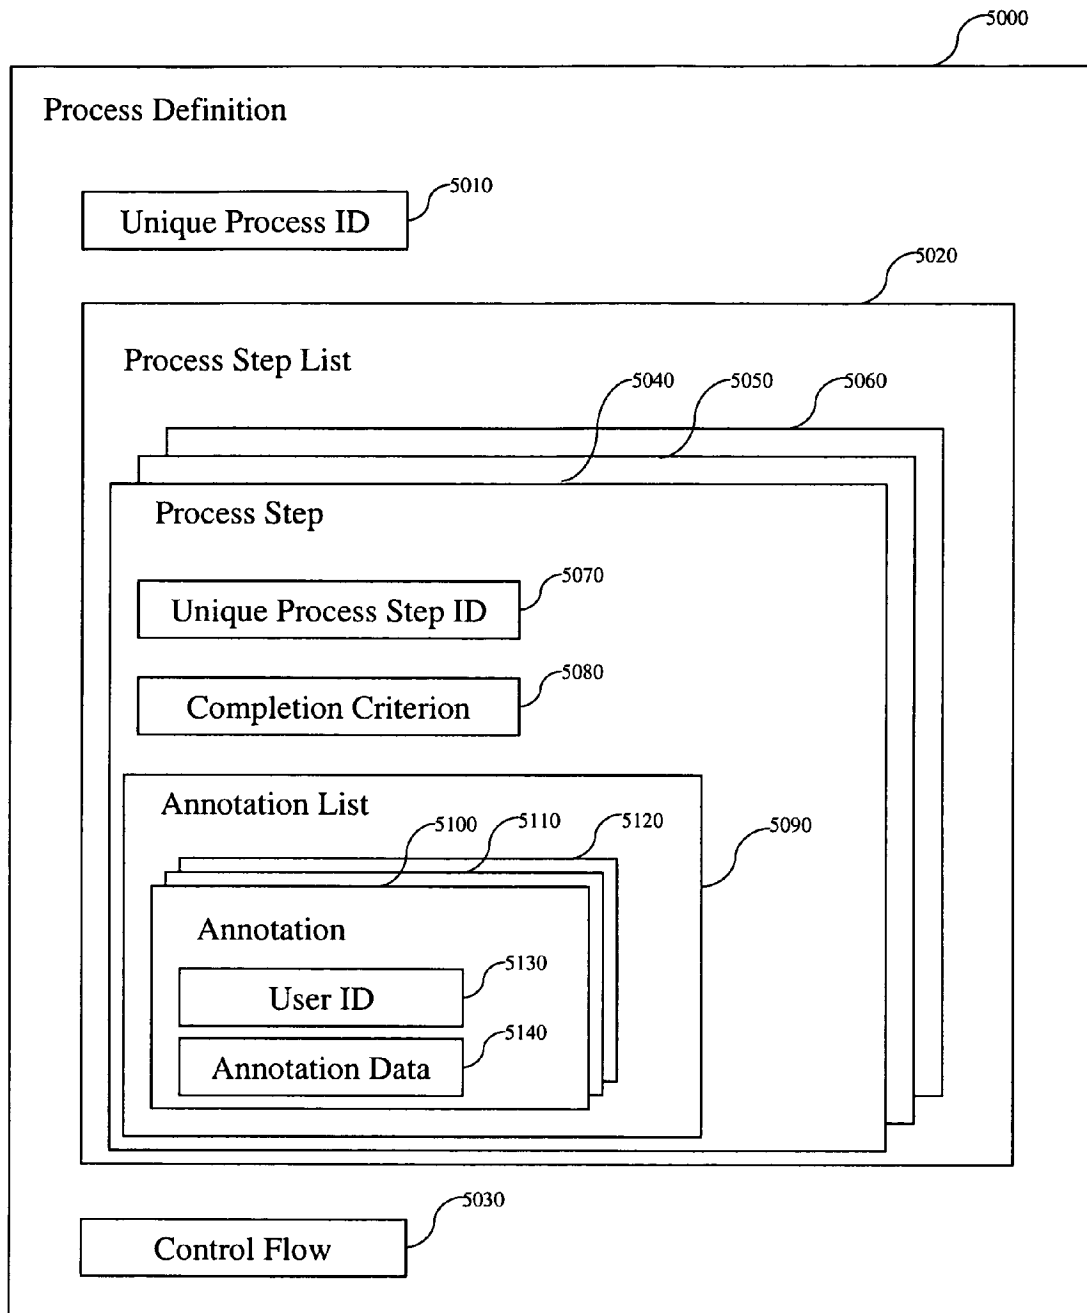 5000
Process Definition
5010
Unique Process ID
5020
Process Step List
5040
5050
5060
Process Step
5070
Unique Process Step ID
5080
Completion Criterion
Annotation List
5100
5110
5120
5090
Annotation
5130
User ID
5140
Annotation Data
5030
Control Flow